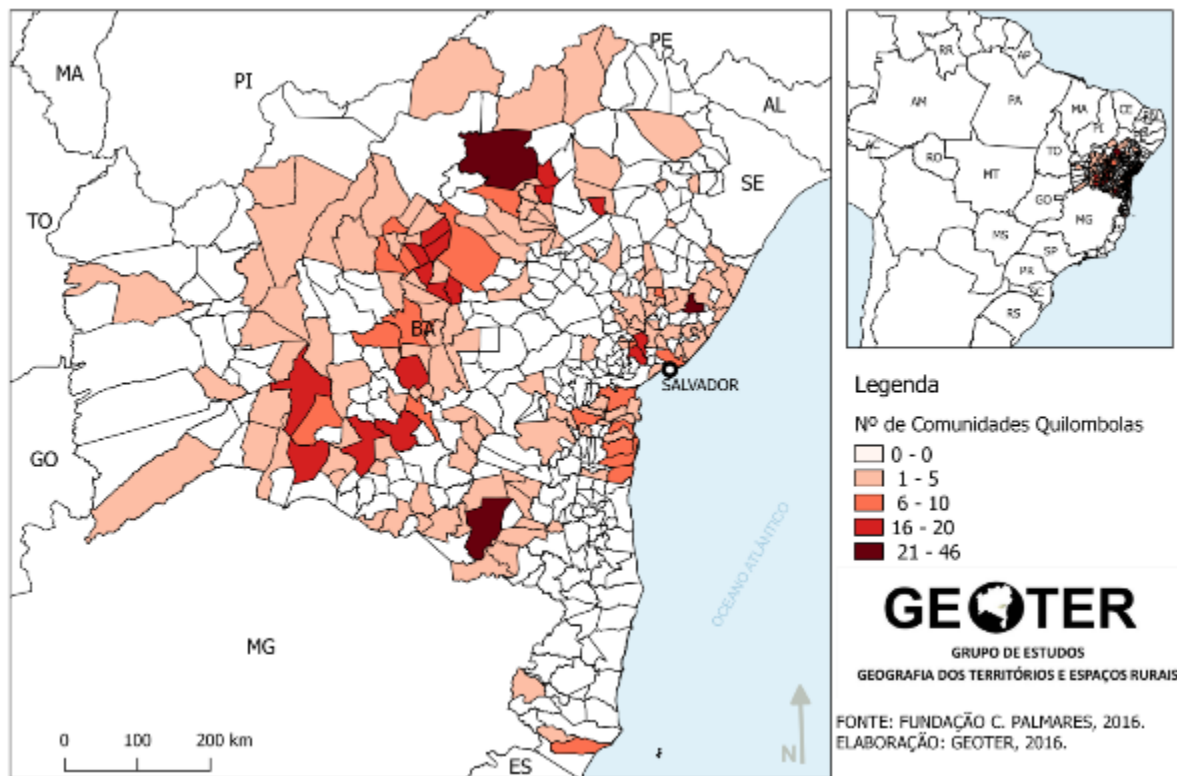 MA
PI
PE
AL
SE
TO
BA
SALVADOR
GO
MG
ES
OCEANO ATLÂNTICO
0 100 200 km
N
RR
AP
AM
PA
MA
CE
PI
RO
TO
MT
GO
MG
MS
SP
PR
SC
RS
Legenda
Nº de Comunidades Quilombolas
0 - 0
1 - 5
6 - 10
16 - 20
21 - 46
GEOTER
GRUPO DE ESTUDOS
GEOGRAFIA DOS TERRITÓRIOS E ESPAÇOS RURAIS
FONTE: FUNDAÇÃO C. PALMARES, 2016.
ELABORAÇÃO: GEOTER, 2016.